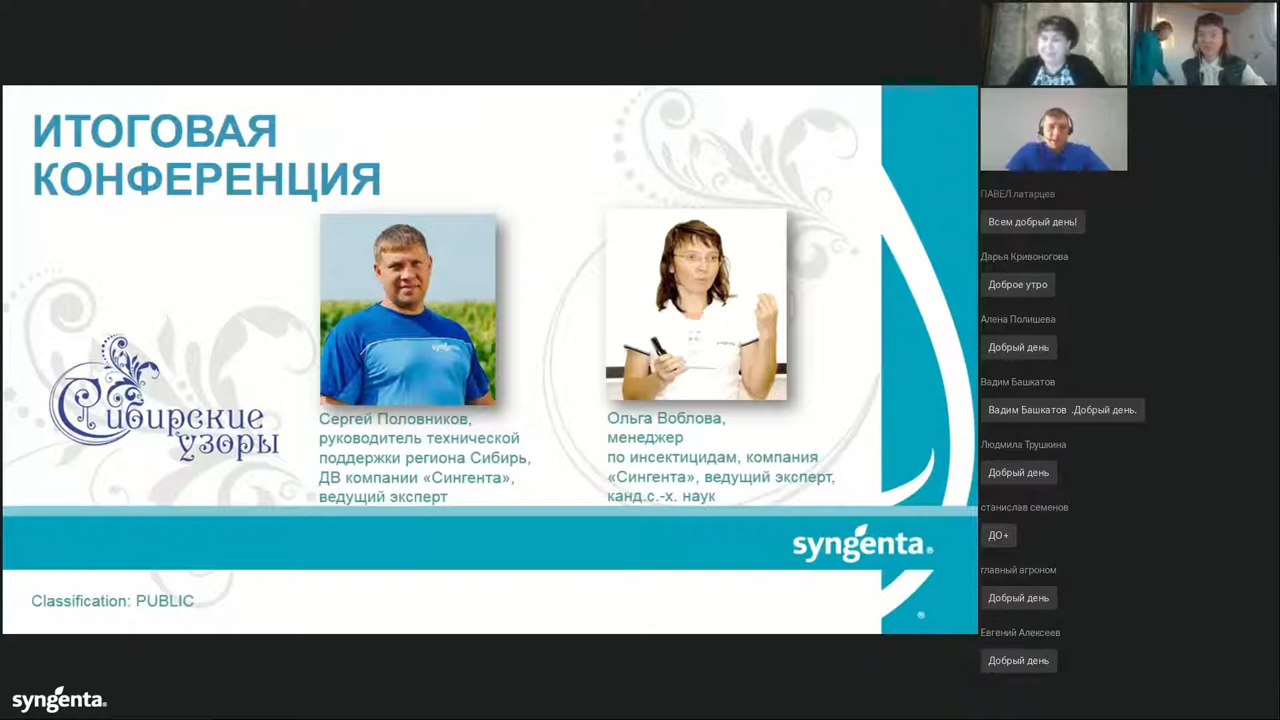 ИТОГОВАЯ
КОНФЕРЕНЦИЯ
Сибирские
узоры
syngenta
Сергей Половников,
руководитель технической
поддержки региона Сибирь,
ДВ компании «Сингента»,
ведущий эксперт
Ольга Воблова,
менеджер
по инсектицидам, компания
«Сингента», ведущий эксперт,
канд.с.-х. наук
syngenta®
®
Classification: PUBLIC
syngenta®
ПАВЕЛ латарцев
Всем добрый день!
Дарья Кривоногова
Доброе утро
Алена Полишева
Добрый день
Вадим Башкатов
Вадим Башкатов .Добрый день.
Людмила Трушкина
Добрый день
станислав семенов
ДО+
главный агроном
Добрый день
Евгений Алексеев
Добрый день